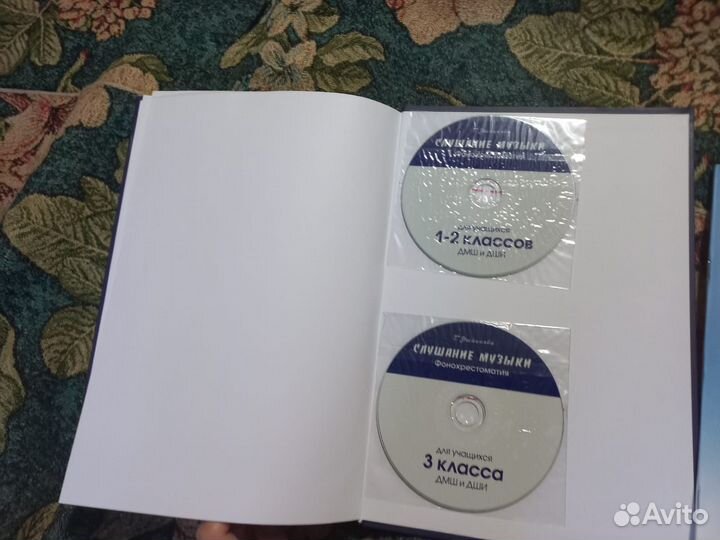 СЛУШАНИЕ МУЗЫКИ
для учащихся
1-2 классов
ДМШ и ДШИ
СЛУШАНИЕ МУЗЫКИ
Фонохрестоматия
для учащихся
3 класса
ДМШ и ДШИ
Avito